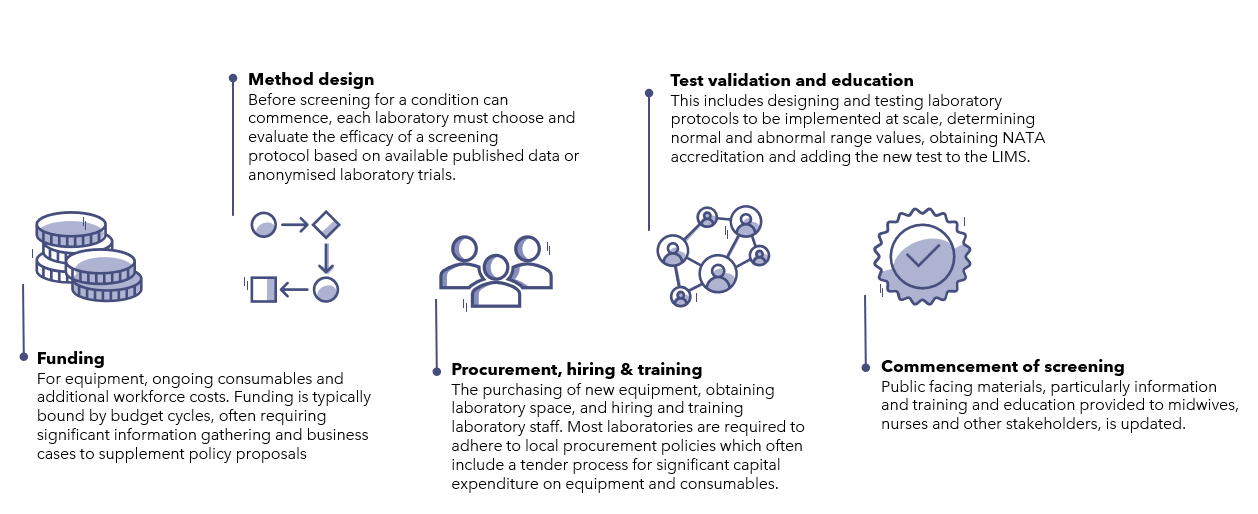 Funding
For equipment, ongoing consumables and
additional workforce costs. Funding is typically
bound by budget cycles, often requiring
significant information gathering and business
cases to supplement policy proposals
Method design
Before screening for a condition can
commence, each laboratory must choose and
evaluate the efficacy of a screening
protocol based on available published data or
anonymised laboratory trials.
Procurement, hiring & training
The purchasing of new equipment, obtaining
laboratory space, and hiring and training
laboratory staff. Most laboratories are required to
adhere to local procurement policies which often
include a tender process for significant capital
expenditure on equipment and consumables.
Test validation and education
This includes designing and testing laboratory
protocols to be implemented at scale, determining
normal and abnormal range values, obtaining NATA
accreditation and adding the new test to the LIMS.
Commencement of screening
Public facing materials, particularly information
and training and education provided to midwives,
nurses and other stakeholders, is updated.